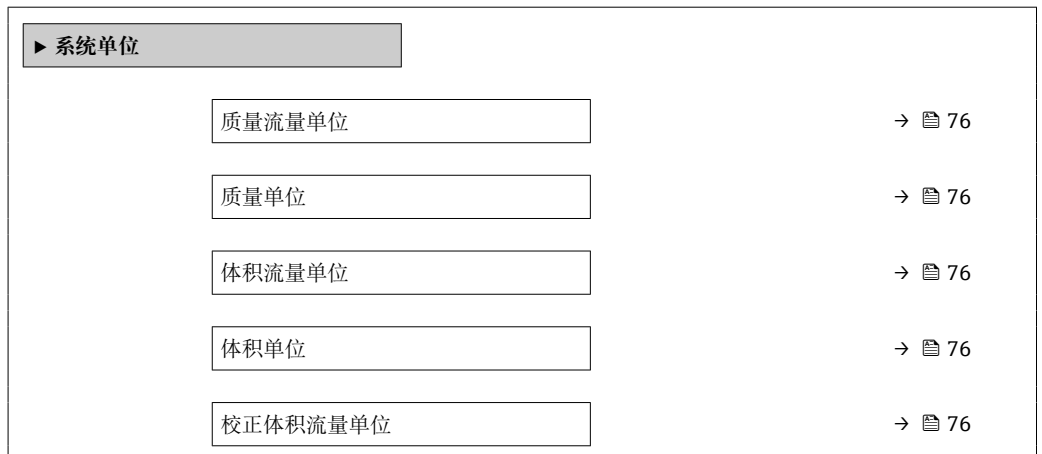 ▶ 系统单位
质量流量单位 → 🖹 76
质量单位 → 🖹 76
体积流量单位 → 🖹 76
体积单位 → 🖹 76
校正体积流量单位 → 🖹 76